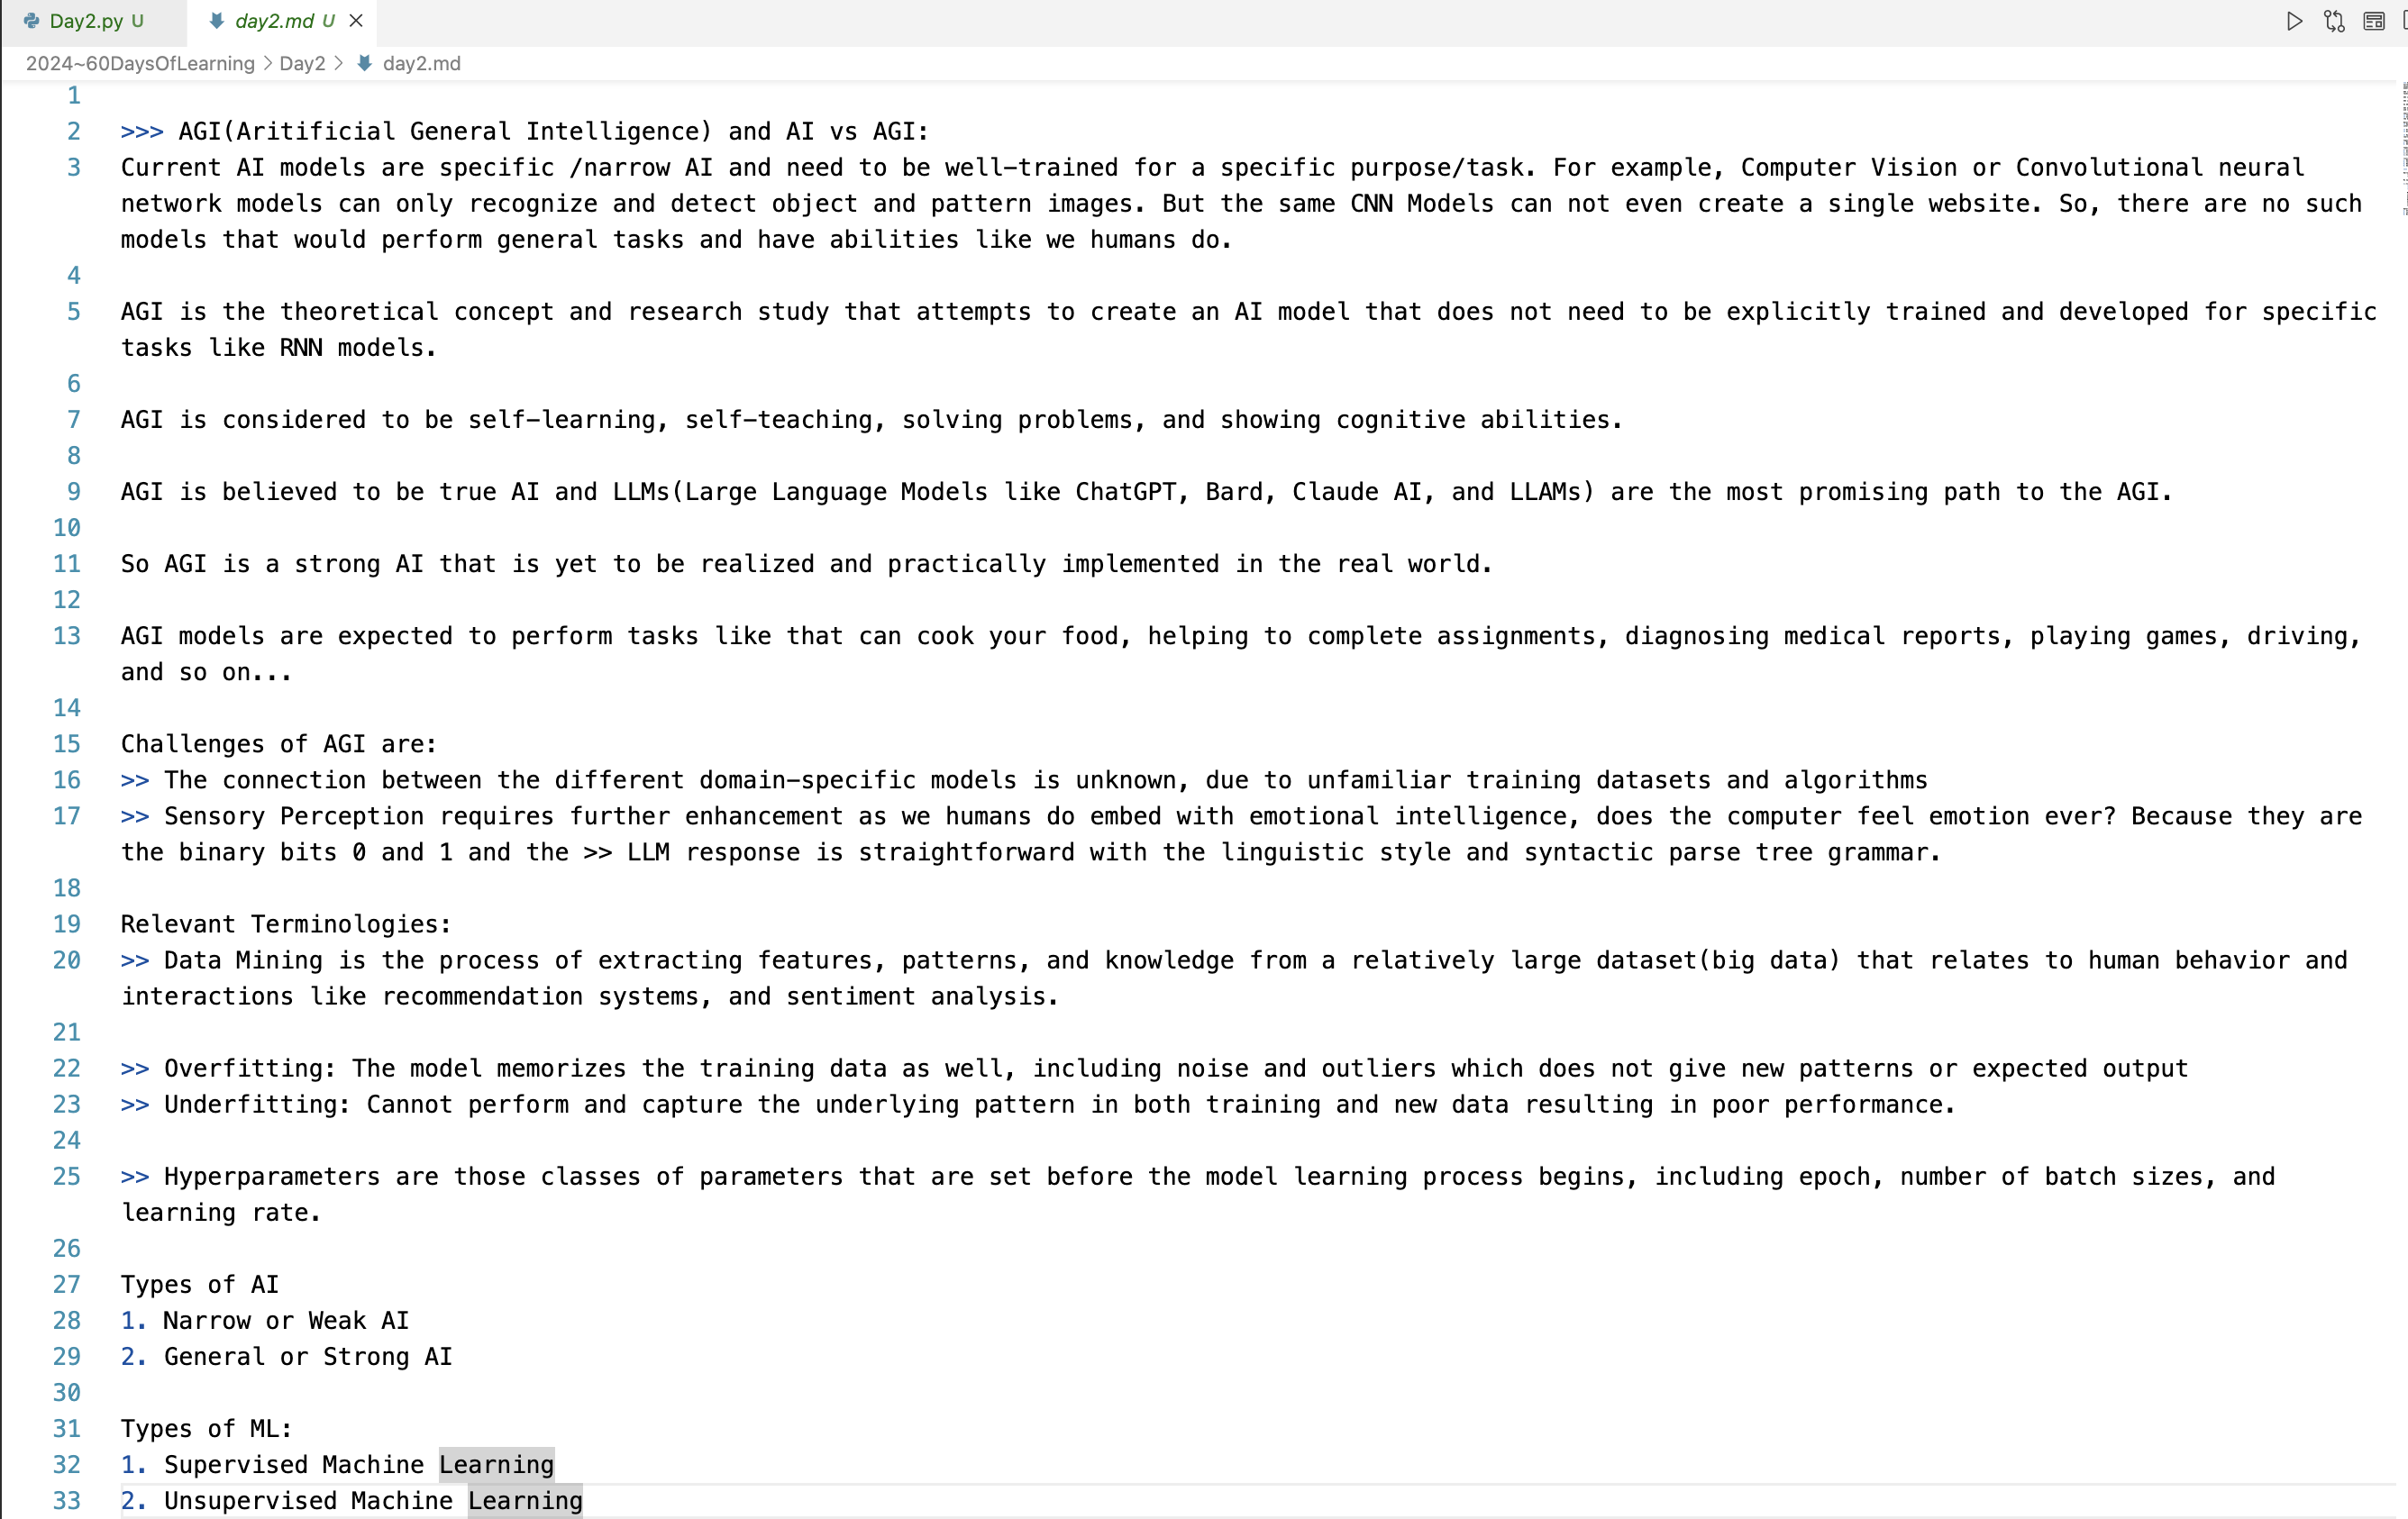 Day2.py U
day2.md U
2024~60DaysOfLearning > Day2 > day2.md
1
2 >>> AGI(Aritificial General Intelligence) and AI vs AGI:
3 Current AI models are specific /narrow AI and need to be well-trained for a specific purpose/task. For example, Computer Vision or Convolutional neural
network models can only recognize and detect object and pattern images. But the same CNN Models can not even create a single website. So, there are no such
models that would perform general tasks and have abilities like we humans do.
4
5 AGI is the theoretical concept and research study that attempts to create an AI model that does not need to be explicitly trained and developed for specific
tasks like RNN models.
6
7 AGI is considered to be self-learning, self-teaching, solving problems, and showing cognitive abilities.
8
9 AGI is believed to be true AI and LLMs(Large Language Models like ChatGPT, Bard, Claude AI, and LLAMs) are the most promising path to the AGI.
10
11 So AGI is a strong AI that is yet to be realized and practically implemented in the real world.
12
13 AGI models are expected to perform tasks like that can cook your food, helping to complete assignments, diagnosing medical reports, playing games, driving,
and so on...
14
15 Challenges of AGI are:
16 >> The connection between the different domain-specific models is unknown, due to unfamiliar training datasets and algorithms
17 >> Sensory Perception requires further enhancement as we humans do embed with emotional intelligence, does the computer feel emotion ever? Because they are
the binary bits 0 and 1 and the >> LLM response is straightforward with the linguistic style and syntactic parse tree grammar.
18
19 Relevant Terminologies:
20 >> Data Mining is the process of extracting features, patterns, and knowledge from a relatively large dataset(big data) that relates to human behavior and
interactions like recommendation systems, and sentiment analysis.
21
22 >> Overfitting: The model memorizes the training data as well, including noise and outliers which does not give new patterns or expected output
23 >> Underfitting: Cannot perform and capture the underlying pattern in both training and new data resulting in poor performance.
24
25 >> Hyperparameters are those classes of parameters that are set before the model learning process begins, including epoch, number of batch sizes, and
learning rate.
26
27 Types of AI
28 1. Narrow or Weak AI
29 2. General or Strong AI
30
31 Types of ML:
32 1. Supervised Machine Learning
33 2. Unsupervised Machine Learning